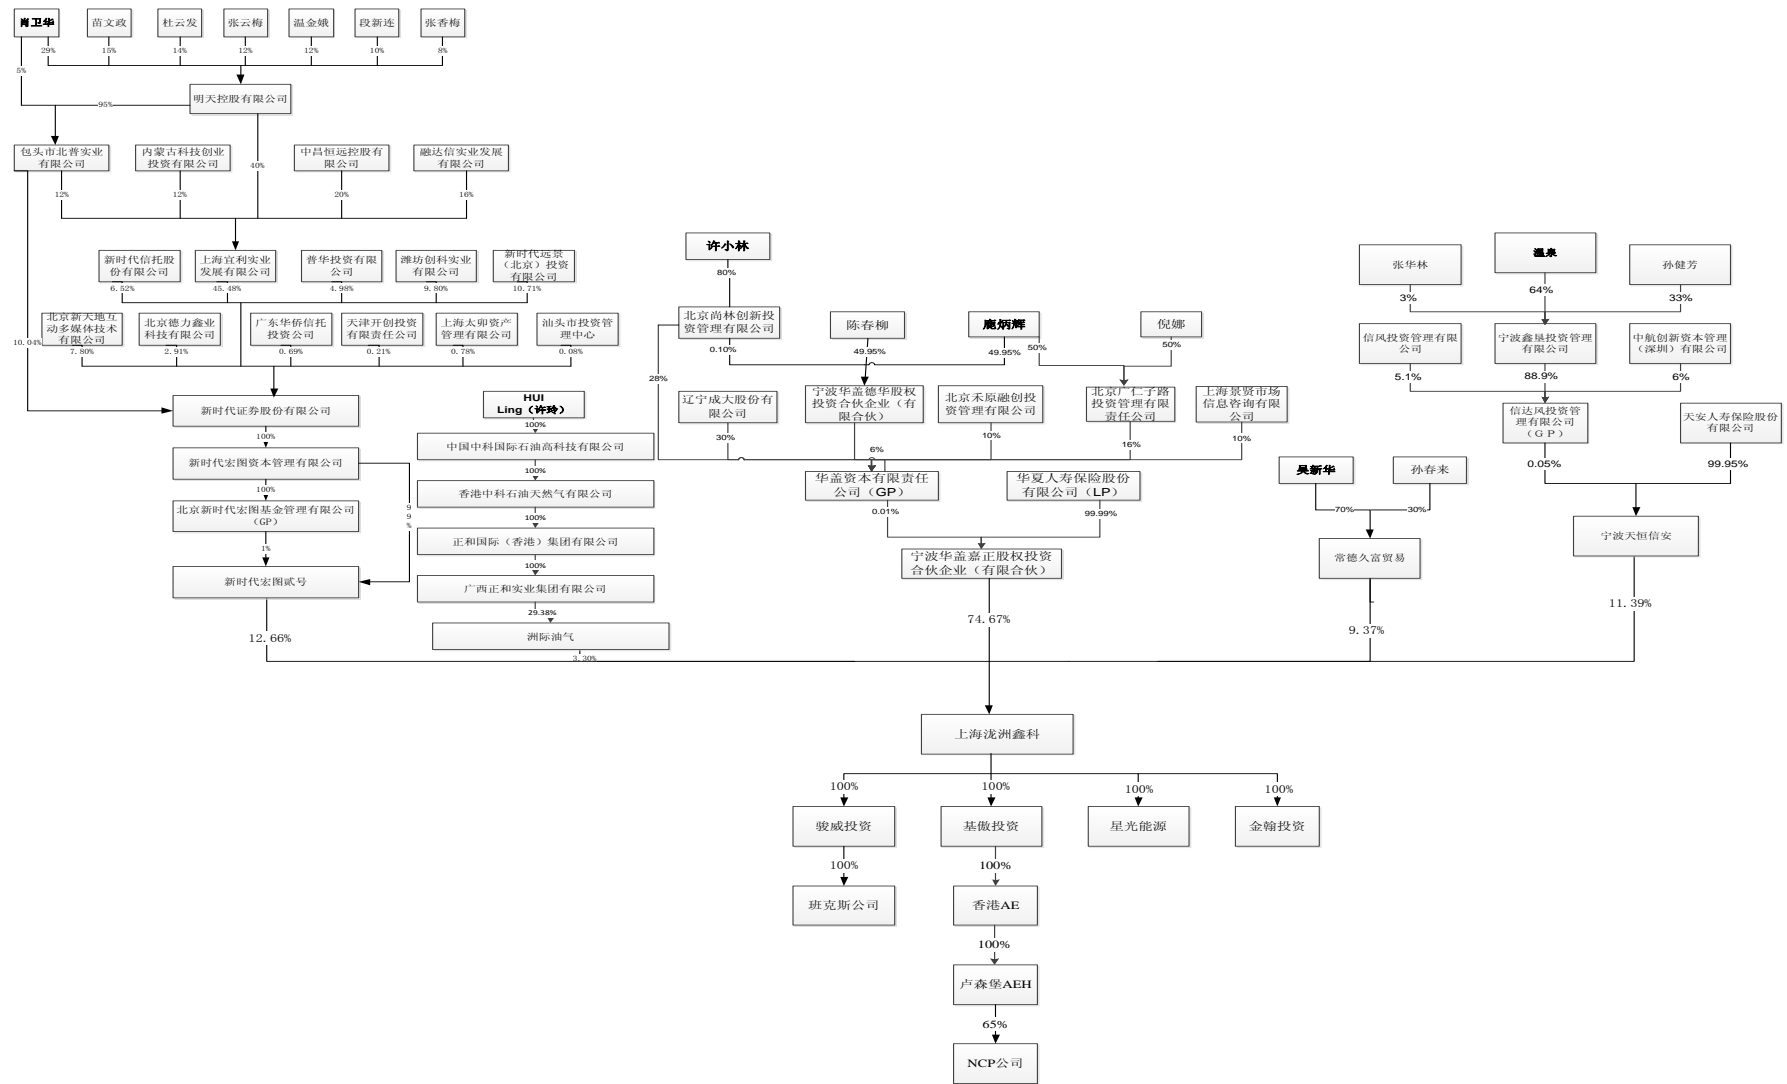 肖卫华
苗文政
杜云发
张云梅
温金娥
段新连
张香梅
29%
15%
14%
12%
12%
10%
8%
5%
明天控股有限公司
95%
包头市北普实业
有限公司
内蒙古科技创业
投资有限公司
40%
中昌恒远控股有
限公司
融达信实业发展
有限公司
12%
12%
20%
16%
新时代信托股
份有限公司
上海宜利实业
发展有限公司
普华投资有限公
司
潍坊创科实业
有限公司
新时代远景
（北京）投资
有限公司
6.52%
45.48%
4.98%
9.80%
10.71%
10.04%
北京新天地互
动多媒体技术
有限公司
北京德力鑫业
科技有限公司
广东华侨信托
投资公司
天津开创投资
有限责任公司
上海太卯资产
管理有限公司
汕头市投资管
理中心
7.80%
2.91%
0.69%
0.21%
0.78%
0.08%
新时代证券股份有限公司
100%
新时代宏图资本管理有限公司
100%
99%
北京新时代宏图基金管理有限公司
（GP）
1%
新时代宏图贰号
12.66%
HUI
Ling（许玲）
100%
中国中科国际石油高科技有限公司
100%
香港中科石油天然气有限公司
100%
正和国际（香港）集团有限公司
100%
广西正和实业集团有限公司
29.38%
洲际油气
3.30%
许小林
80%
北京尚林创新投
资管理有限公司
陈春柳
鹿炳辉
倪娜
0.10%
49.95%
49.95%
50%
50%
28%
辽宁成大股份有
限公司
宁波华盖德华股权
投资合伙企业（有
限合伙）
北京禾原融创投
资管理有限公司
北京广仁子路
投资管理有限
责任公司
上海景贤市场
信息咨询有限
公司
30%
6%
10%
16%
10%
华盖资本有限责任
公司（GP）
华夏人寿保险股份
有限公司（LP）
0.01%
99.99%
宁波华盖嘉正股权投资
合伙企业（有限合伙）
74.67%
吴新华
孙春来
70%
30%
常德久富贸易
9.37%
张华林
温泉
孙健芳
3%
64%
33%
信风投资管理有限
公司
宁波鑫垦投资管理
有限公司
中航创新资本管理
（深圳）有限公司
5.1%
88.9%
6%
信达风投资管
理有限公司
（GP）
天安人寿保险股份
有限公司
0.05%
99.95%
宁波天恒信安
11.39%
上海泷洲鑫科
100%
100%
100%
100%
骏威投资
基傲投资
星光能源
金翰投资
100%
100%
班克斯公司
香港AE
100%
卢森堡AEH
65%
NCP公司